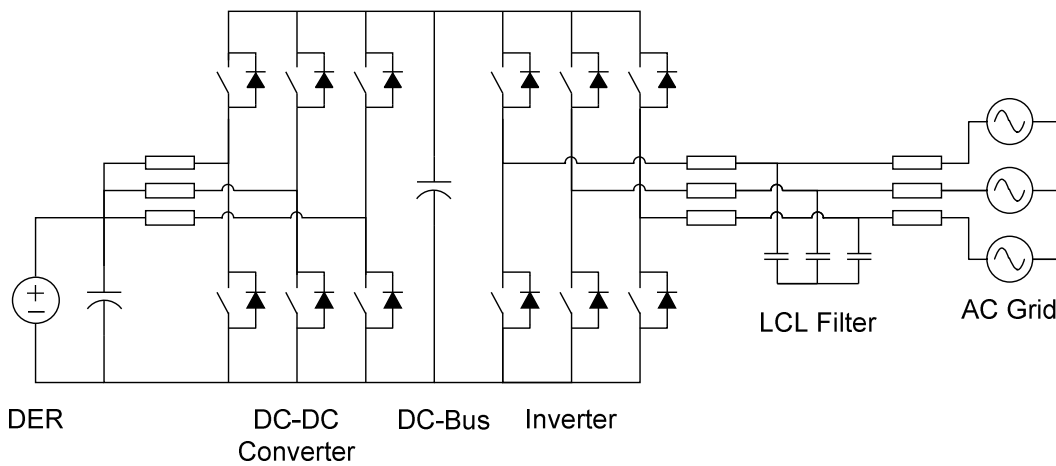 LCL Filter
AC Grid
DER
DC-DC
Converter
DC-Bus
Inverter